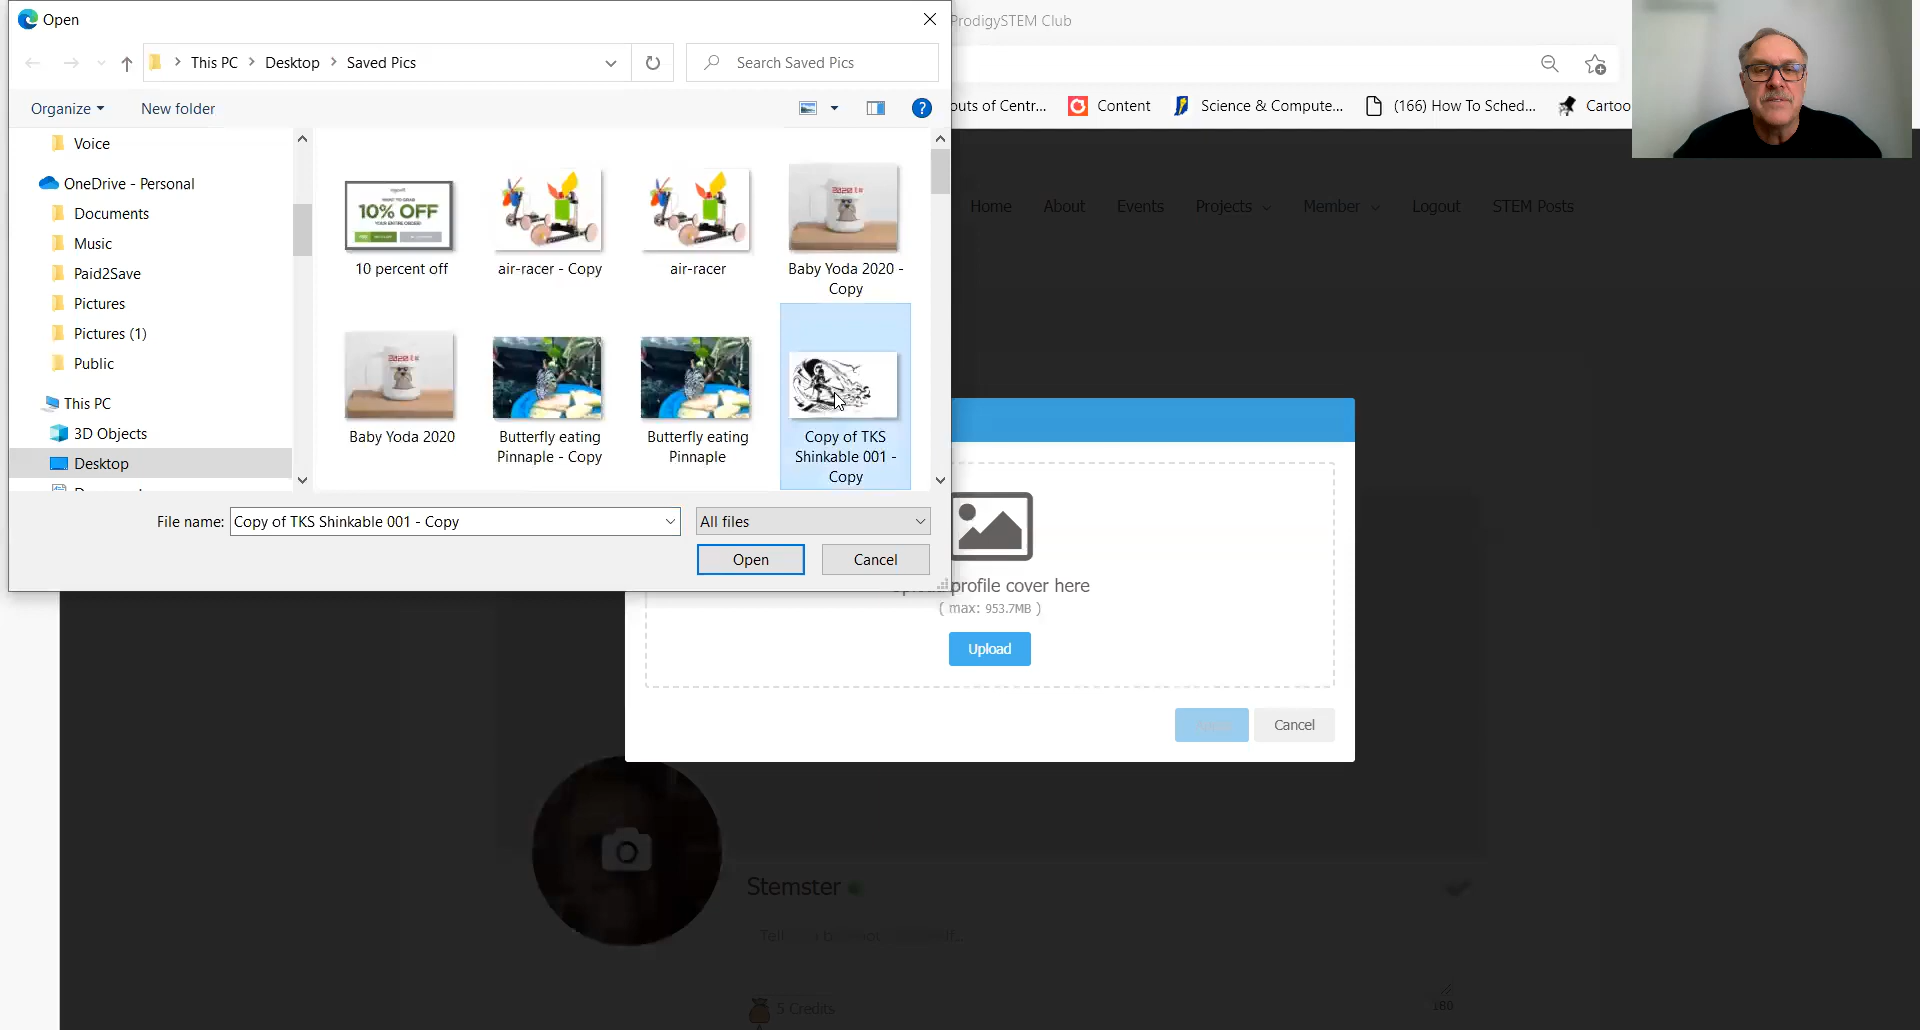 Open
ProdigySTEM Club
This PC > Desktop > Saved Pics
Search Saved Pics
Organize
New folder
outs of Centr...
Content
Science & Compute...
(166) How To Sched...
Cartoo
Voice
OneDrive - Personal
Documents
Music
Paid2Save
Pictures
Pictures (1)
Public
This PC
3D Objects
Desktop
10% OFF
10 percent off
air-racer - Copy
air-racer
Baby Yoda 2020 -
Copy
Baby Yoda 2020
Butterfly eating
Pinnaple - Copy
Butterfly eating
Pinnaple
Copy of TKS
Shinkable 001 -
Copy
Home
About
Events
Projects
Member
Logout
STEM Posts
File name:
Copy of TKS Shinkable 001 - Copy
All files
Open
Cancel
profile cover here
( max: 953.7MB )
Upload
Cancel
Stemster
5 Credits
160